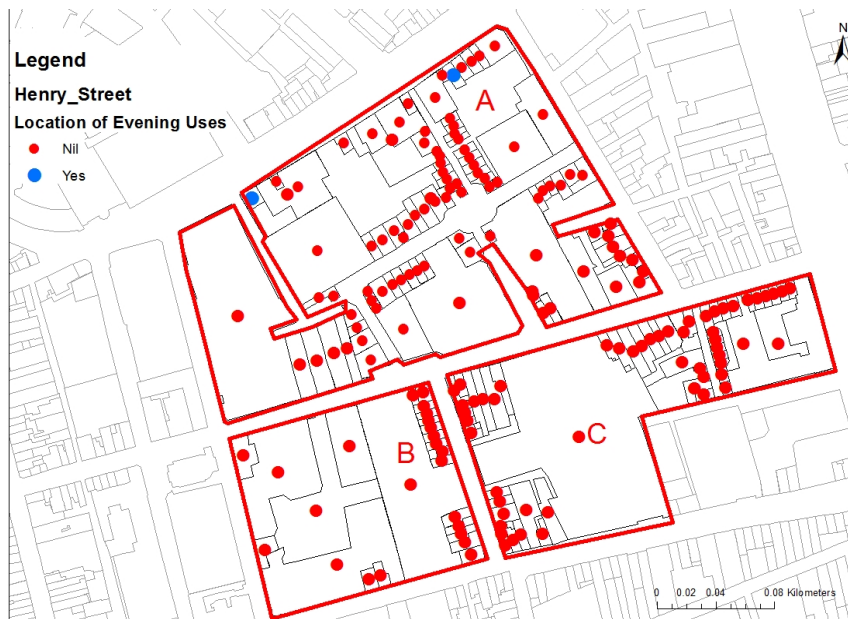 Legend
Henry_Street
Location of Evening Uses
Nil
Yes
N
A
B
C
0 0.02 0.04 0.08 Kilometers